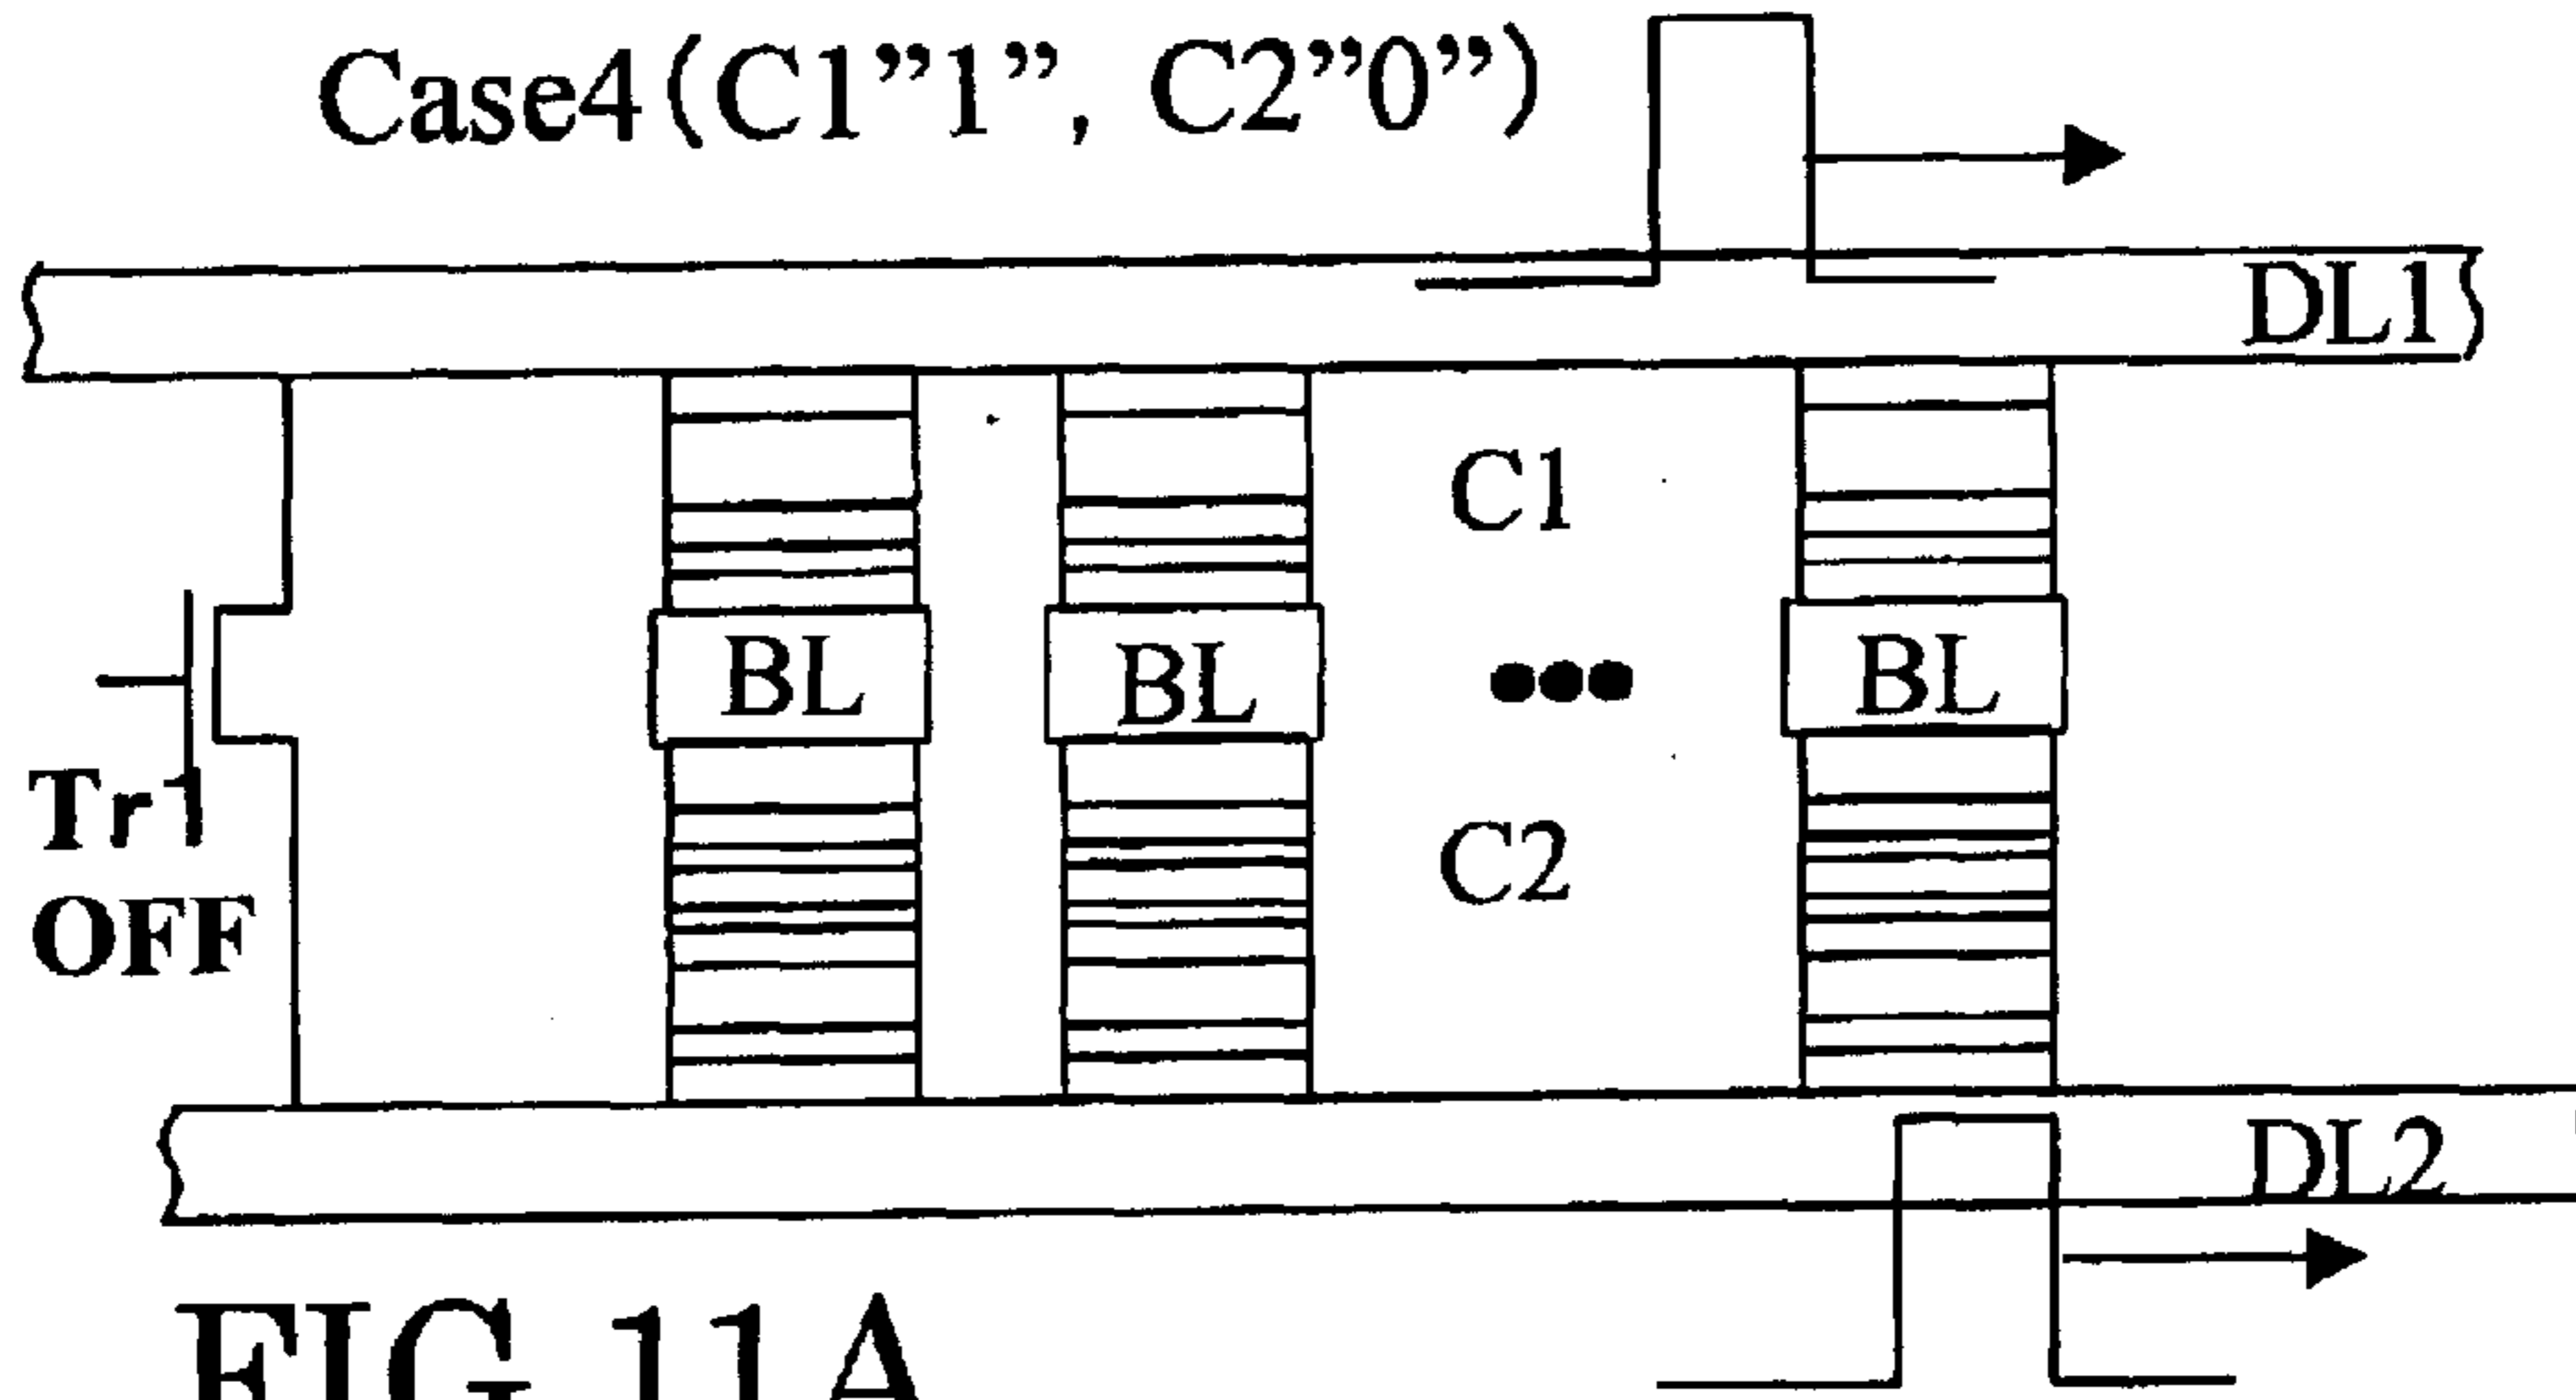 Case4(C1”1”, C2”0”)
DL1
C1
BL BL ●●● BL
Tr1
OFF
C2
DL2
FIG.11A